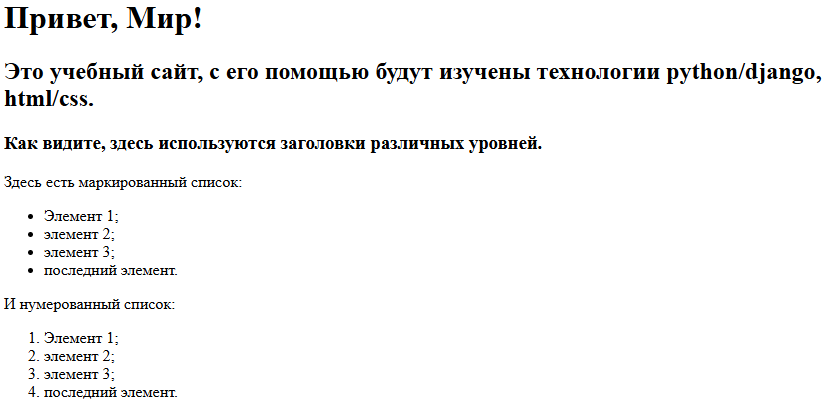 Привет, Мир!
Это учебный сайт, с его помощью будут изучены технологии python/django,
html/css.
Как видите, здесь используются заголовки различных уровней.
Здесь есть маркированный список:
• Элемент 1;
• элемент 2;
• элемент 3;
• последний элемент.
И нумерованный список:
1. Элемент 1;
2. элемент 2;
3. элемент 3;
4. последний элемент.